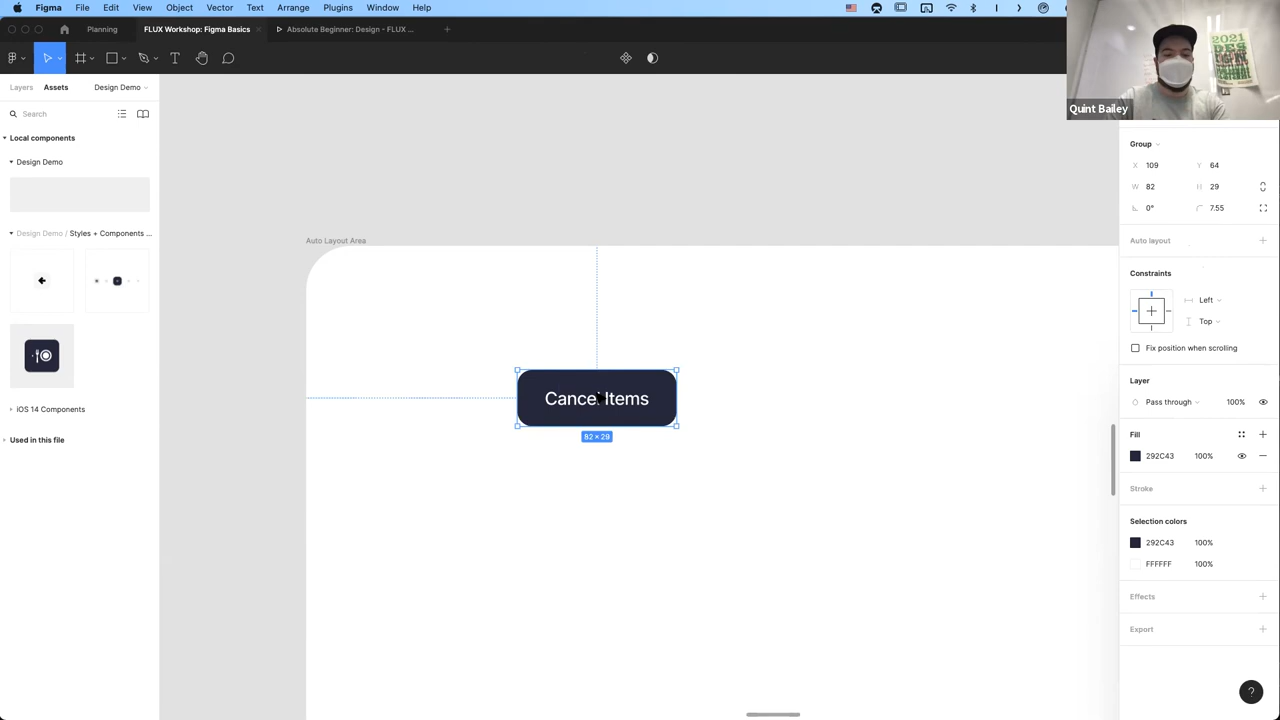 Figma File Edit View Object Vector Text Arrange Plugins Window Help
Planning
FLUX Workshop: Figma Basics
Absolute Beginner: Design - FLUX ...
Quint Bailey
2021
Layers Assets Design Demo
Search
Local components
Design Demo
Design Demo / Styles + Components ...
iOS 14 Components
Used in this file
Auto Layout Area
Cancel Items
82 × 29
Group
X 109 Y 64
W 82 H 29
0° 7.55
Auto layout
Constraints
Left
Top
Fix position when scrolling
Layer
Pass through 100%
Fill
292C43 100%
Stroke
Selection colors
292C43 100%
FFFFFF 100%
Effects
Export
?